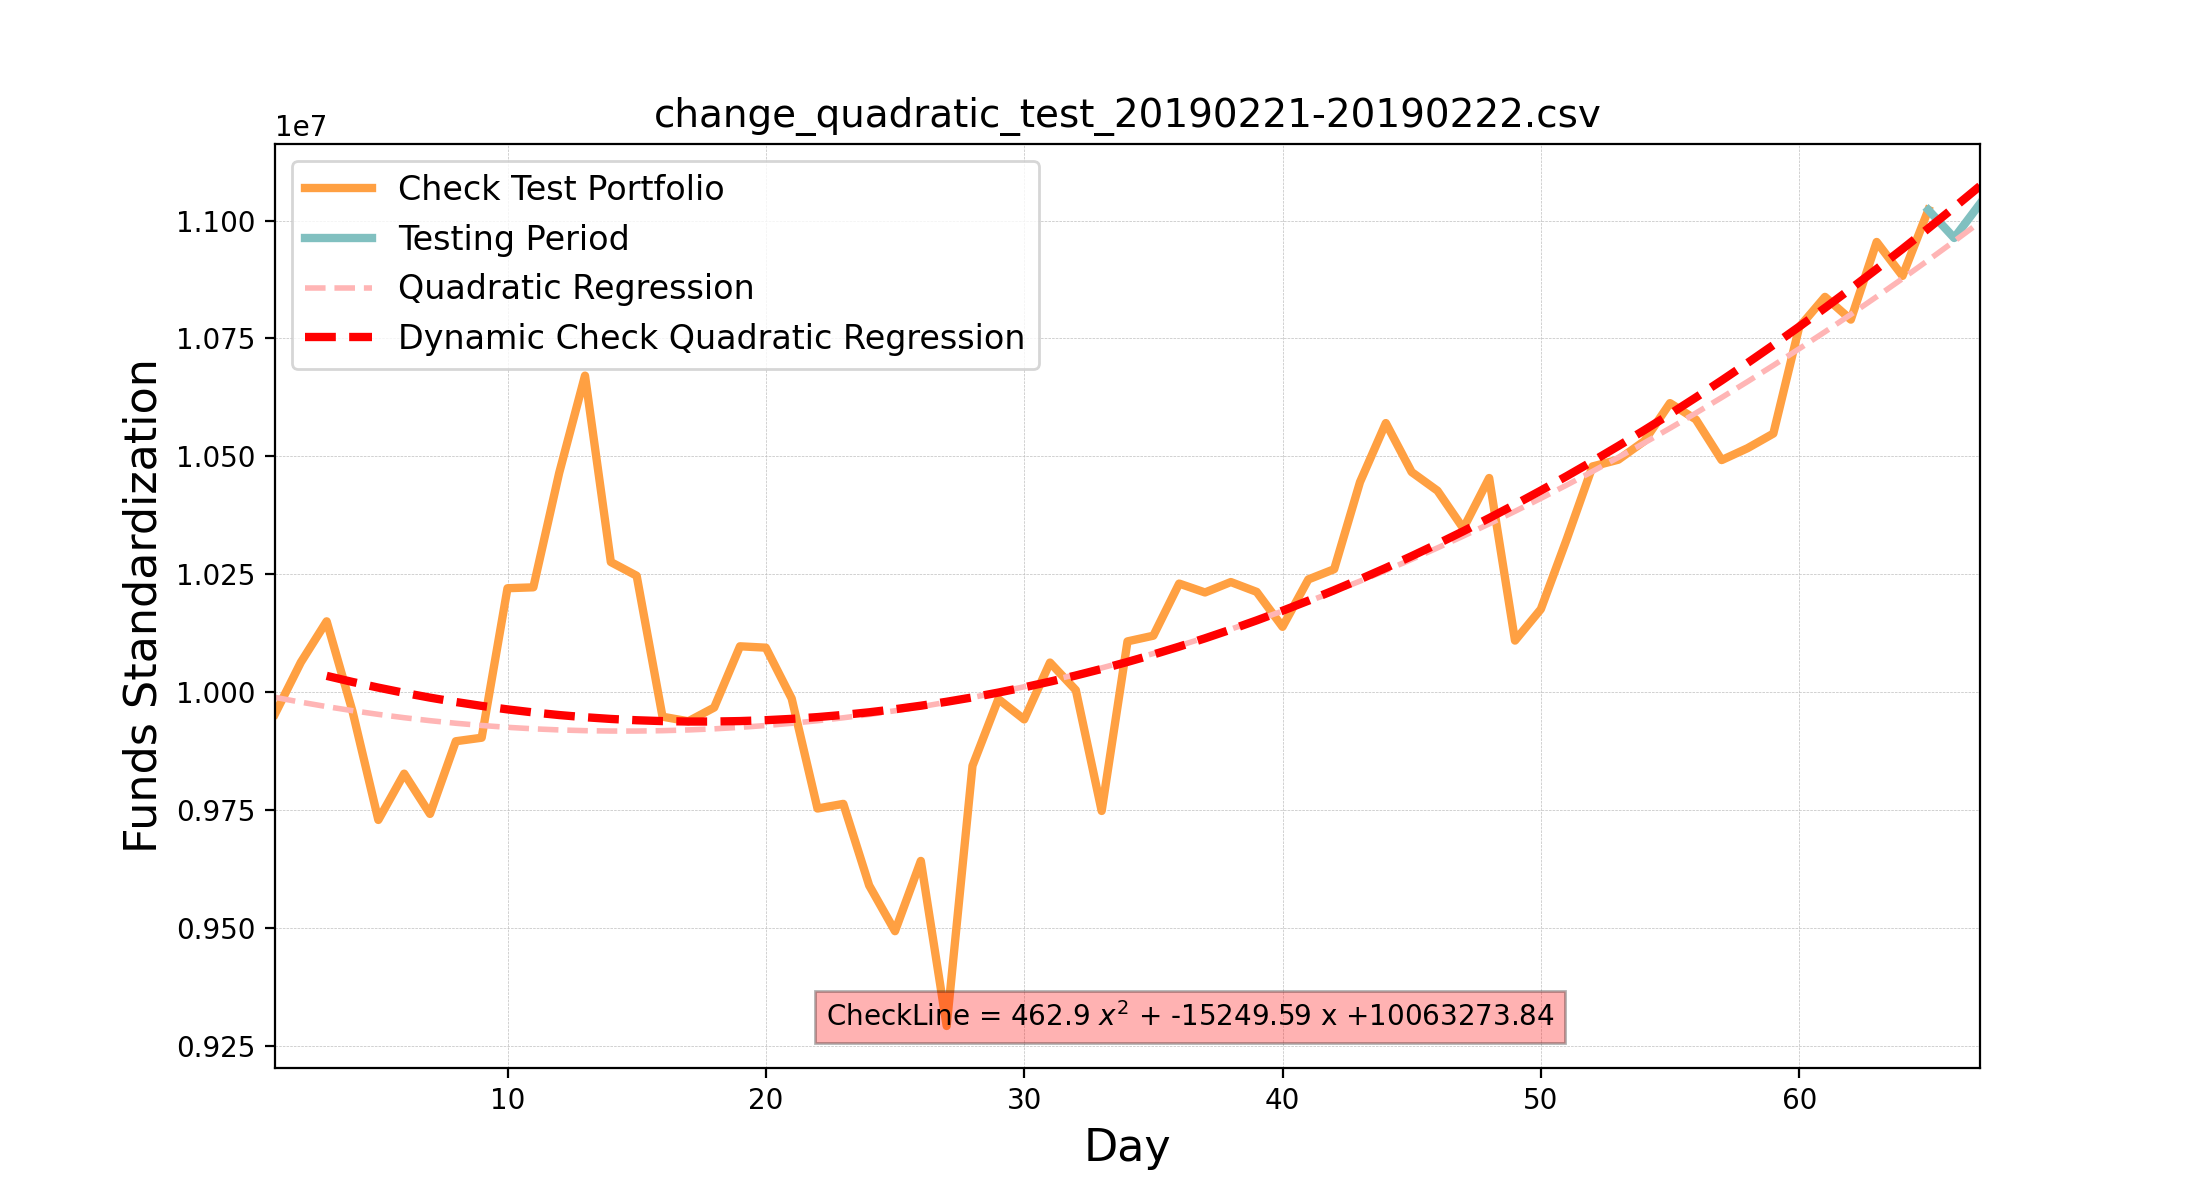 change_quadratic_test_20190221-20190222.csv
1e7
Check Test Portfolio
Testing Period
Quadratic Regression
Dynamic Check Quadratic Regression
1.100
1.075
1.050
1.025
1.000
0.975
0.950
0.925
Funds Standardization
CheckLine = 462.9 x² + -15249.59 x +10063273.84
10 20 30 40 50 60
Day